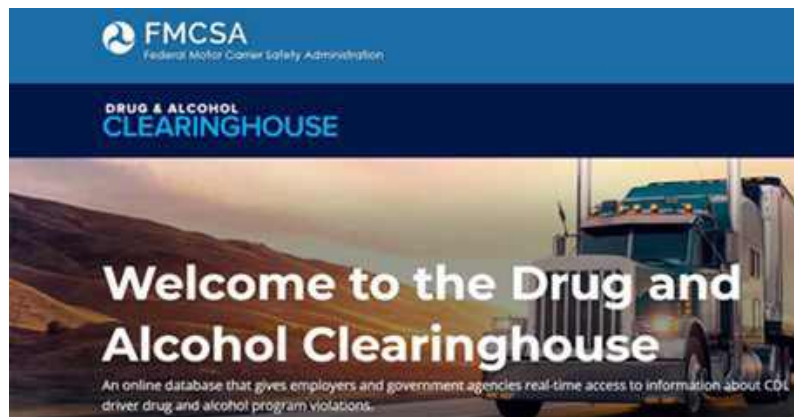 FMCSA
Federal Motor Carrier Safety Administration
DRUG & ALCOHOL
CLEARINGHOUSE
Welcome to the Drug and
Alcohol Clearinghouse
An online database that gives employers and government agencies real-time access to information about CDL
driver drug and alcohol program violations.